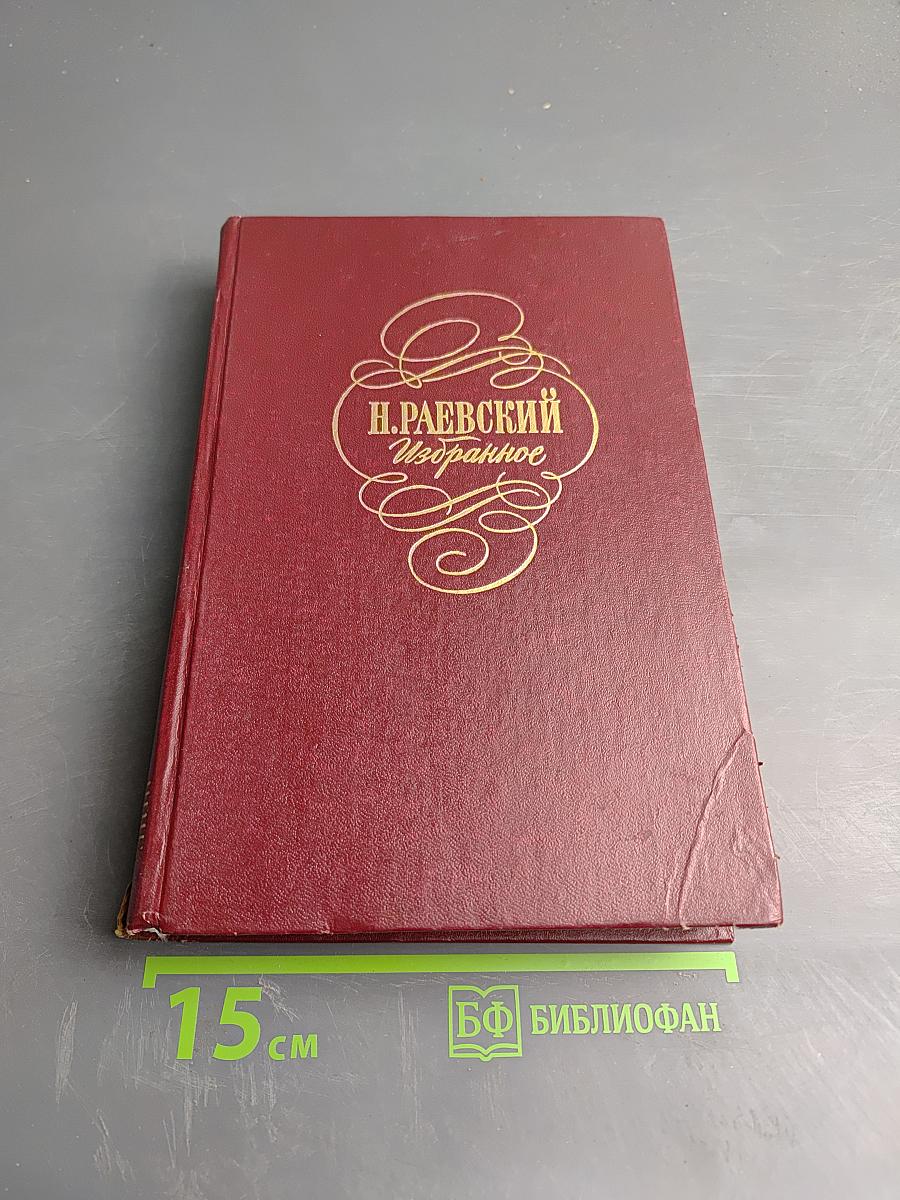 Н.РАЕВСКИЙ
Избранное
15 см
БФ БИБЛИОФАН